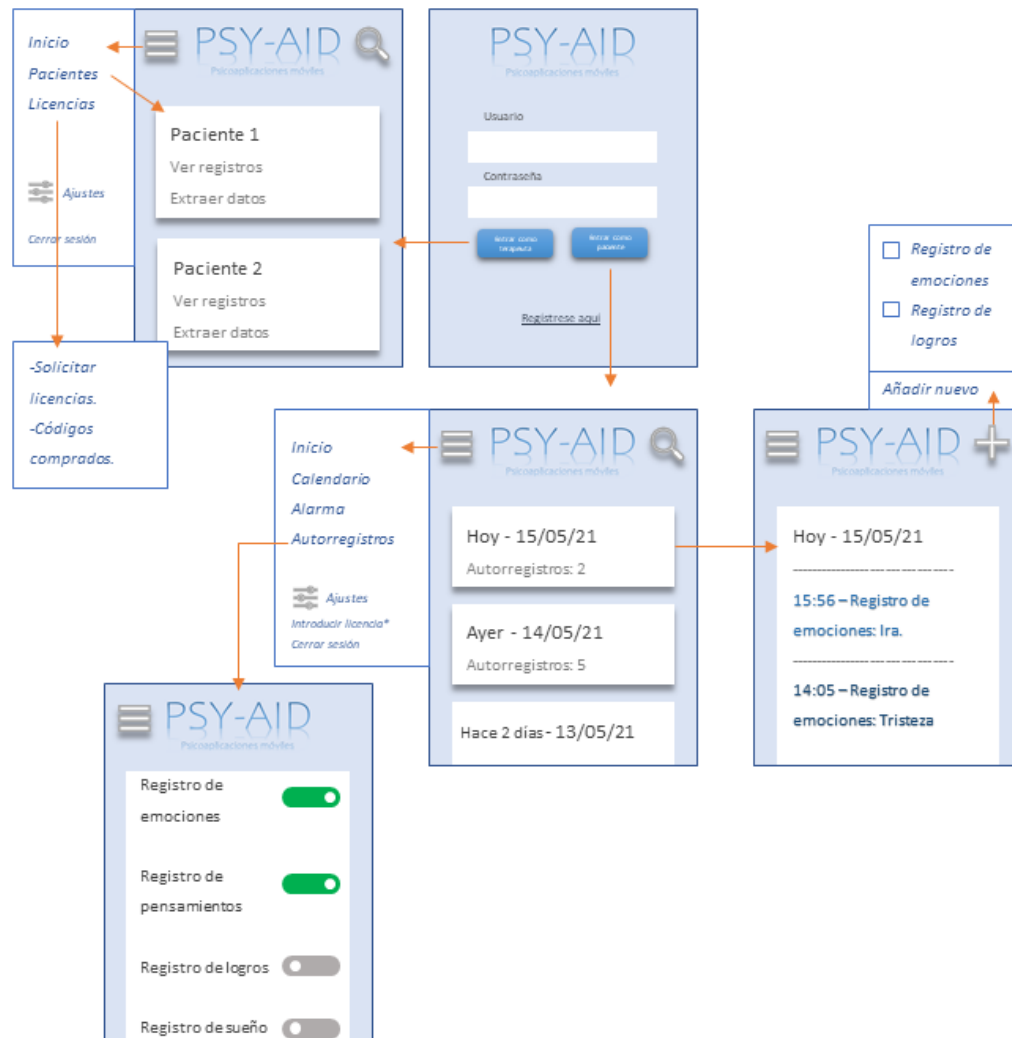 Inicio
Pacientes
Licencias
Ajustes
Cerrar sesión
PSY-AID
Psicoaplicaciones móviles
Paciente 1
Ver registros
Extraer datos
Paciente 2
Ver registros
Extraer datos
-Solicitar
licencias.
-Códigos
comprados.
PSY-AID
Psicoaplicaciones móviles
Usuario
Contraseña
Entrar como
terapeuta
Entrar como
paciente
Regístrese aquí
Inicio
Calendario
Alarma
Autorregistros
Ajustes
Introducir licencia*
Cerrar sesión
PSY-AID
Psicoaplicaciones móviles
Hoy - 15/05/21
Autorregistros: 2
Ayer - 14/05/21
Autorregistros: 5
Hace 2 días - 13/05/21
Registro de
emociones
Registro de
logros
Añadir nuevo
PSY-AID
Psicoaplicaciones móviles
Hoy - 15/05/21
--------------------------------
15:56 – Registro de
emociones: Ira.
--------------------------------
14:05 – Registro de
emociones: Tristeza
PSY-AID
Psicoaplicaciones móviles
Registro de
emociones
Registro de
pensamientos
Registro de logros
Registro de sueño